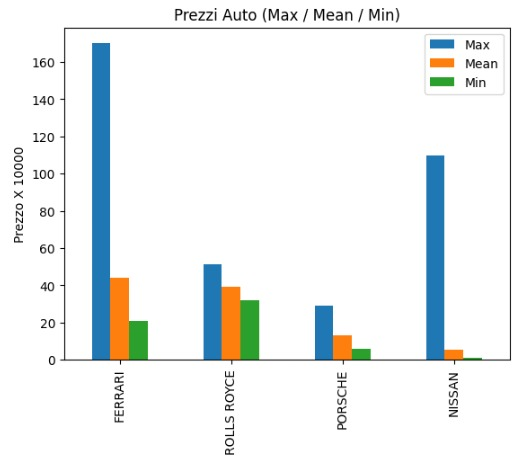 Prezzi Auto (Max / Mean / Min)
Max
Mean
Min
Prezzo X 10000
160
140
120
100
80
60
40
20
0
FERRARI
ROLLS ROYCE
PORSCHE
NISSAN